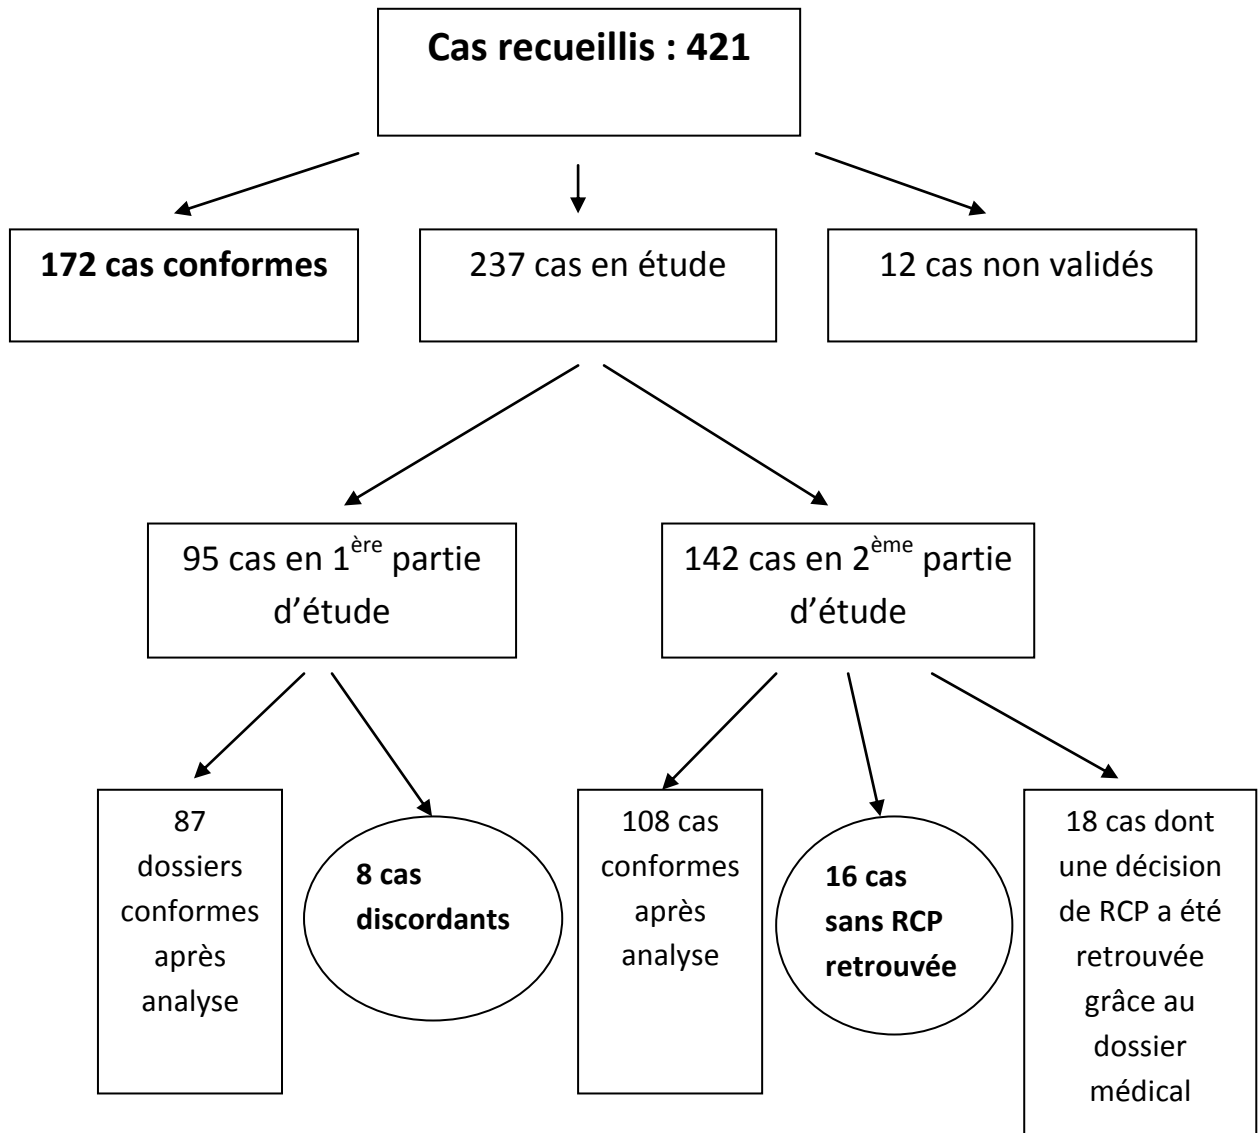 Cas recueillis : 421
172 cas conformes
237 cas en étude
12 cas non validés
95 cas en 1ère partie
d’étude
142 cas en 2ème partie
d’étude
87
dossiers
conformes
après
analyse
8 cas
discordants
108 cas
conformes
après
analyse
16 cas
sans RCP
retrouvée
18 cas dont
une décision
de RCP a été
retrouvée
grâce au
dossier
médical